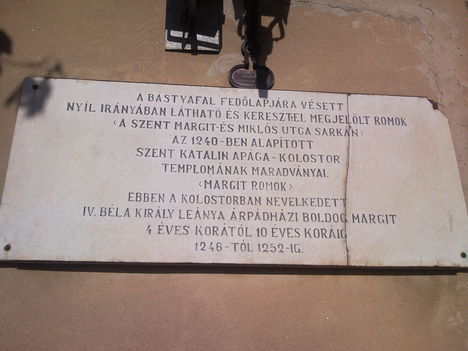 A BÁSTYAFAL FEDŐLAPJÁRA VÉSETT
NYÍL IRÁNYÁBAN LÁTHATÓ ÉS KERESZTEL MEGJELÖLT ROMOK
(A SZENT MARGIT-ÉS MIKLÓS UTCA SARKÁN)
AZ 1240-BEN ALAPÍTOTT
SZENT KATALIN APÁCA-KOLOSTOR
TEMPLOMÁNAK MARADVÁNYAI.
(MARGIT ROMOK)
EBBEN A KOLOSTORBAN NEVELKEDETT
IV. BÉLA KIRÁLY LEÁNYA ÁRPÁDHÁZI BOLDOG MARGIT
4 ÉVES KORÁTÓL 10 ÉVES KORÁIG
1246-TÓL 1252-IG.